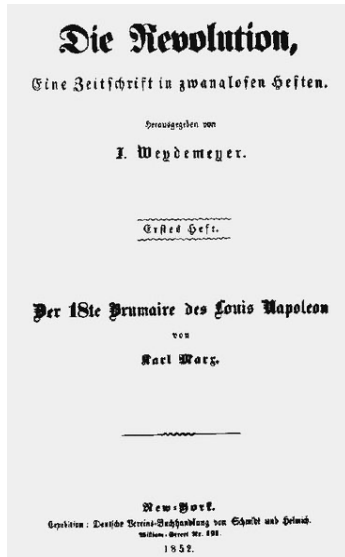 Die Revolution,
Eine Zeitschrift in zwanglosen Heften.
Herausgegeben von
J. Weydemeyer.
Erstes Heft.
Der 18te Brumaire des Louis Napoleon
von
Karl Marx.
New-York.
Expedition: Deutsche Vereins-Buchhandlung von Schmidt und Helmich.
William-Street Nr. 191.
1852.